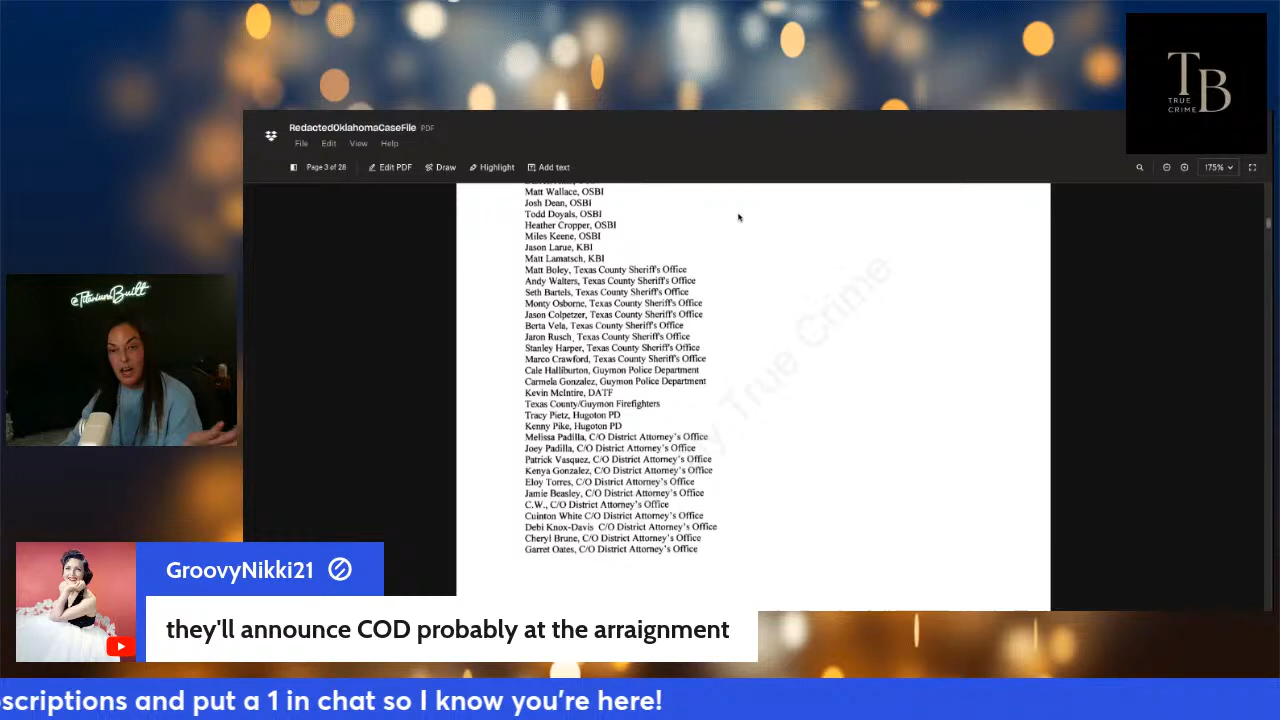 TB
TRUE
CRIME
RedactedOklahomaCaseFile PDF
File Edit View Help
Page 3 of 28 Edit PDF Draw Highlight Add text 175%
Matt Wallace, OSBI
Josh Dean, OSBI
Todd Doyals, OSBI
Heather Cropper, OSBI
Miles Keene, OSBI
Jason Larue, KBI
Matt Lamatsch, KBI
Matt Boley, Texas County Sheriff's Office
Andy Walters, Texas County Sheriff's Office
Seth Bartels, Texas County Sheriff's Office
Monty Osborne, Texas County Sheriff's Office
Jason Colpetzer, Texas County Sheriff's Office
Berta Vela, Texas County Sheriff's Office
Jaron Rusch, Texas County Sheriff's Office
Stanley Harper, Texas County Sheriff's Office
Marco Crawford, Texas County Sheriff's Office
Cale Halliburton, Guymon Police Department
Carmela Gonzalez, Guymon Police Department
Kevin McIntire, DATF
Texas County/Guymon Firefighters
Tracy Pietz, Hugoton PD
Kenny Pike, Hugoton PD
Melissa Padilla, C/O District Attorney's Office
Joey Padilla, C/O District Attorney's Office
Patrick Vasquez, C/O District Attorney's Office
Kenya Gonzalez, C/O District Attorney's Office
Eloy Torres, C/O District Attorney's Office
Jamie Beasley, C/O District Attorney's Office
C.W., C/O District Attorney's Office
Cuinton White C/O District Attorney's Office
Debi Knox-Davis C/O District Attorney's Office
Cheryl Brune, C/O District Attorney's Office
Garret Oates, C/O District Attorney's Office
True Crime
@TitaniumBuilt
GroovyNikki21
they'll announce COD probably at the arraignment
scriptions and put a 1 in chat so I know you're here!